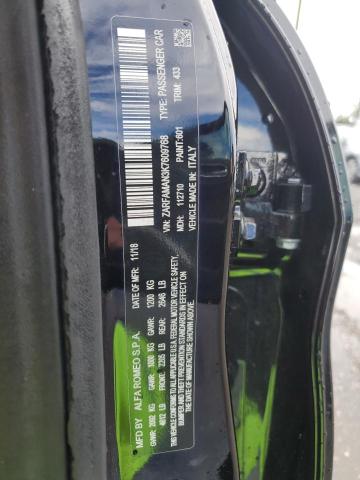 MFD BY ALFA ROMEO S.P.A. DATE OF MFR: 11/18
GVWR: 2092 KG GAWR: 1000 KG GAWR: 1200 KG
4612 LB FRONT: 2205 LB REAR: 2646 LB
THIS VEHICLE CONFORMS TO ALL APPLICABLE U.S.A. FEDERAL MOTOR VEHICLE SAFETY,
BUMPER AND THEFT PREVENTION STANDARDS IN EFFECT ON THE DATE
OF MANUFACTURE SHOWN ABOVE.
VIN: ZARFAMAN3K7609768 TYPE: PASSENGER CAR
MDH: 112710 PAINT:601 TRIM: 433
VEHICLE MADE IN: ITALY